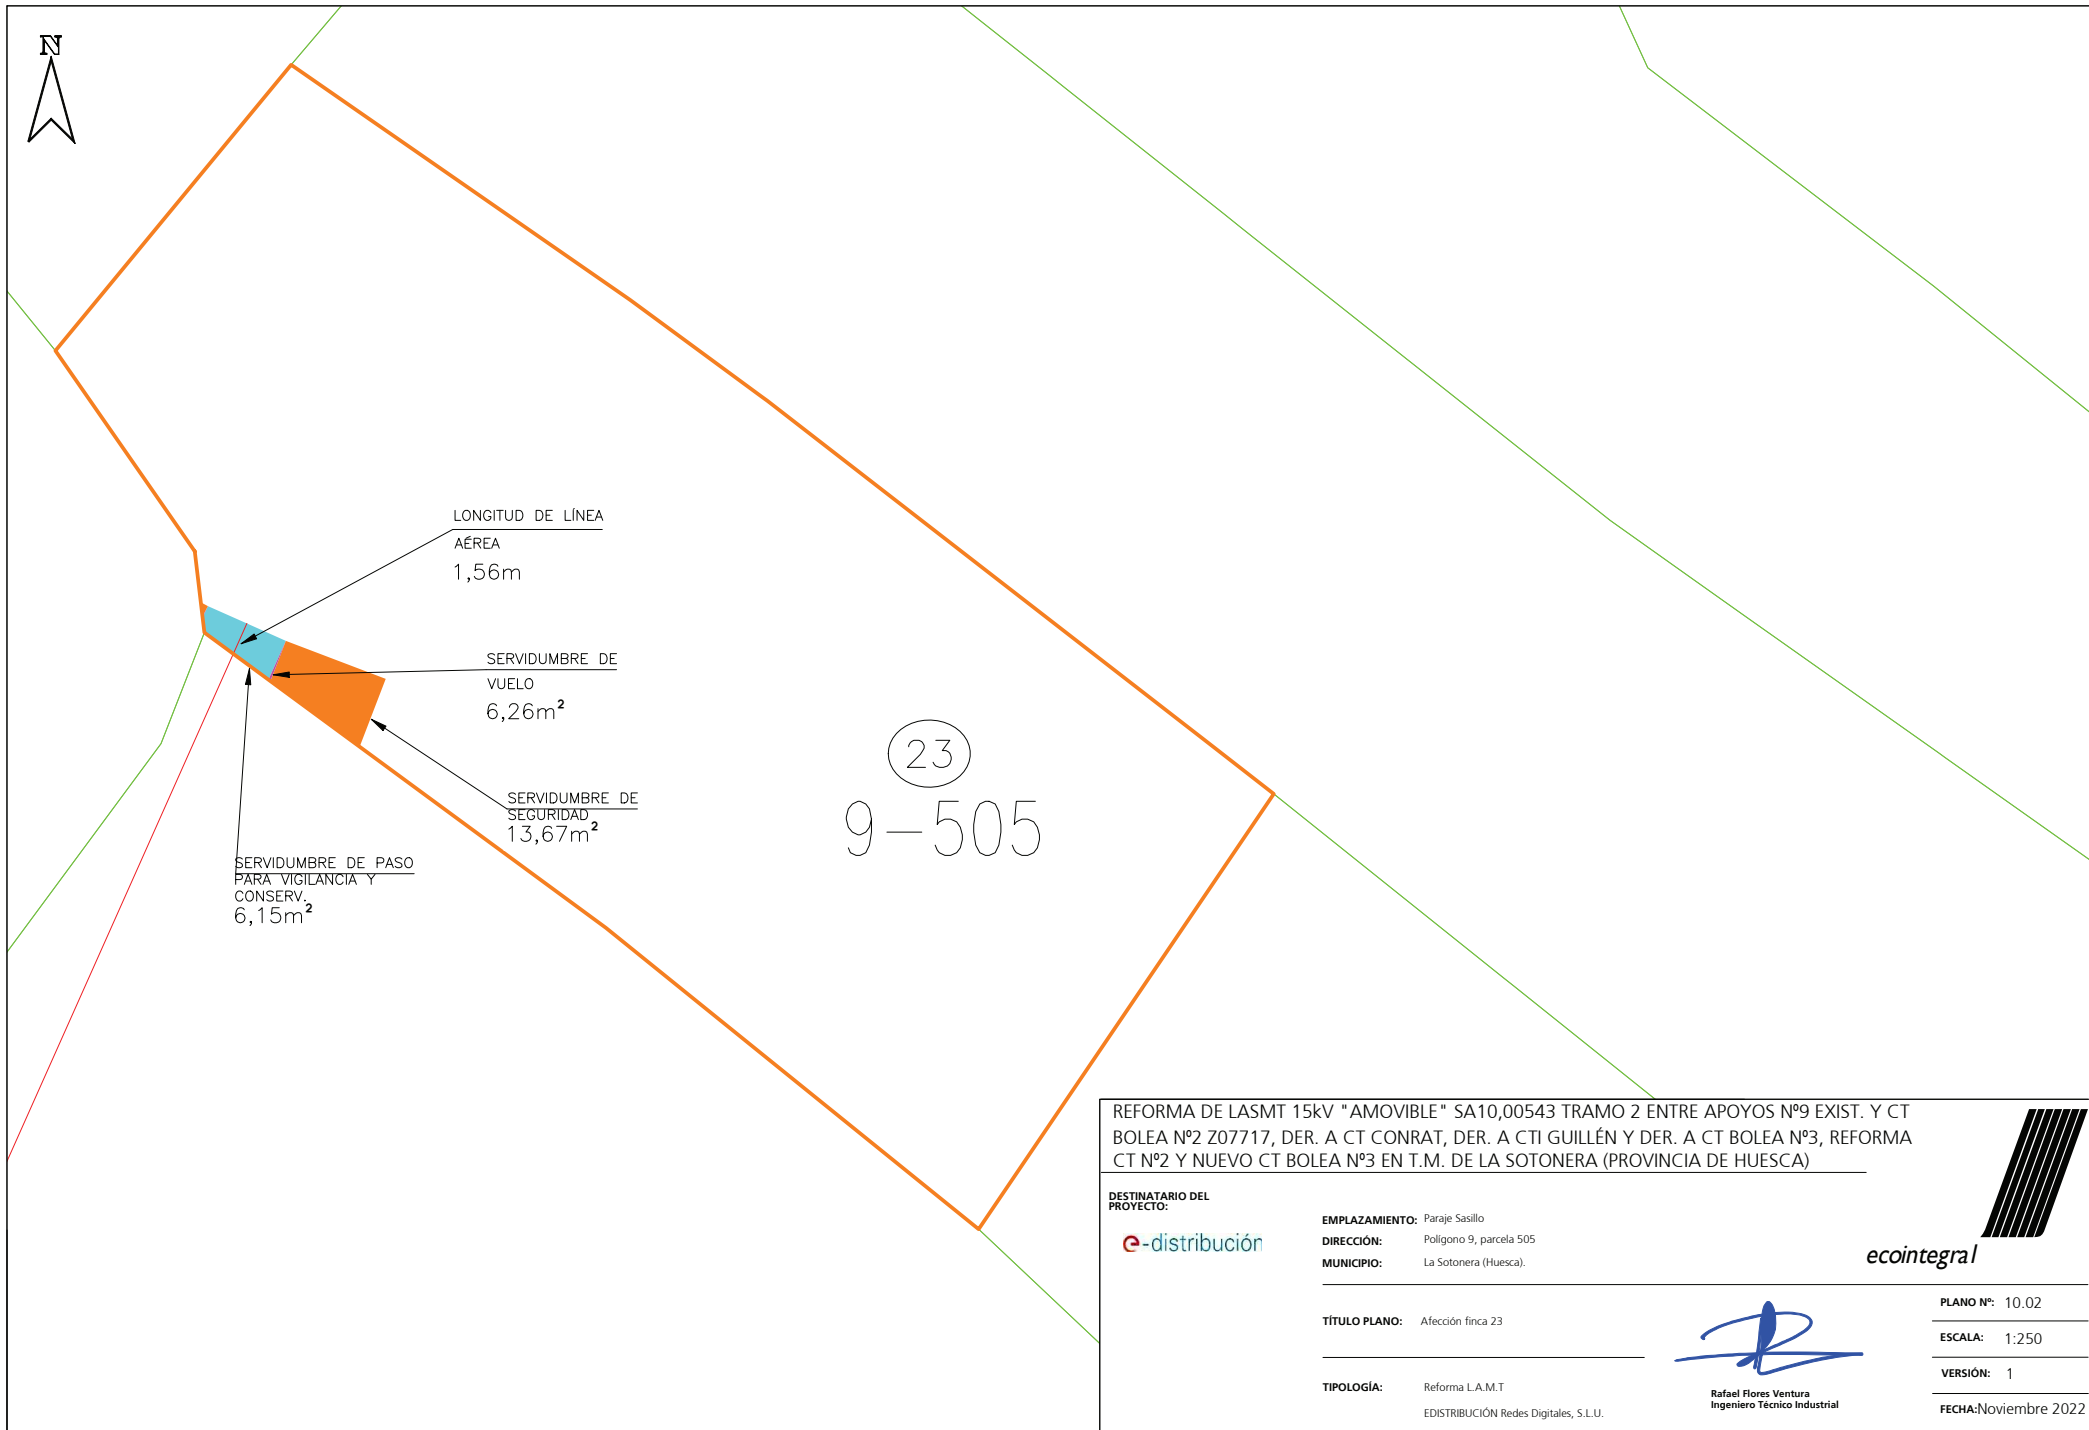 N
LONGITUD DE LÍNEA
AÉREA
1,56m
SERVIDUMBRE DE
VUELO
6,26m²
SERVIDUMBRE DE
SEGURIDAD
13,67m²
SERVIDUMBRE DE PASO
PARA VIGILANCIA Y
CONSERV.
6,15m²
23
9-505
REFORMA DE LASMT 15kV "AMOVIBLE" SA10,00543 TRAMO 2 ENTRE APOYOS Nº9 EXIST. Y CT
BOLEA Nº2 Z07717, DER. A CT CONRAT, DER. A CTI GUILLÉN Y DER. A CT BOLEA Nº3, REFORMA
CT Nº2 Y NUEVO CT BOLEA Nº3 EN T.M. DE LA SOTONERA (PROVINCIA DE HUESCA)
DESTINATARIO DEL
PROYECTO:
e-distribución
EMPLAZAMIENTO: Paraje Sasillo
DIRECCIÓN: Polígono 9, parcela 505
MUNICIPIO: La Sotonera (Huesca).
ecointegral
TÍTULO PLANO: Afección finca 23
TIPOLOGÍA: Reforma L.A.M.T
EDISTRIBUCIÓN Redes Digitales, S.L.U.
Rafael Flores Ventura
Ingeniero Técnico Industrial
PLANO Nº: 10.02
ESCALA: 1:250
VERSIÓN: 1
FECHA:Noviembre 2022